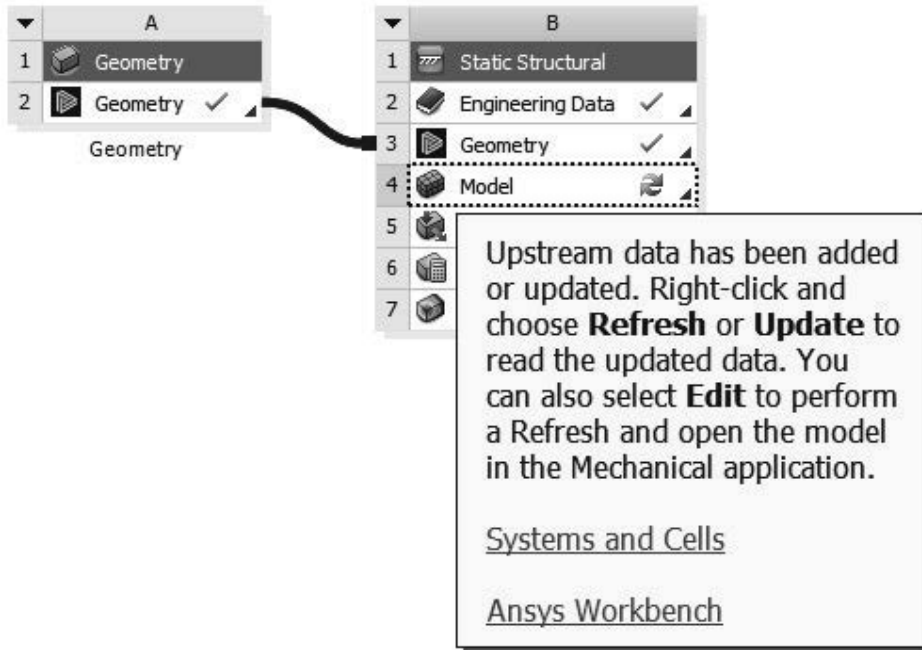 A
1 Geometry
2 Geometry
Geometry
B
1 Static Structural
2 Engineering Data
3 Geometry
4 Model
5
6
7
Upstream data has been added
or updated. Right-click and
choose Refresh or Update to
read the updated data. You
can also select Edit to perform
a Refresh and open the model
in the Mechanical application.
Systems and Cells
Ansys Workbench